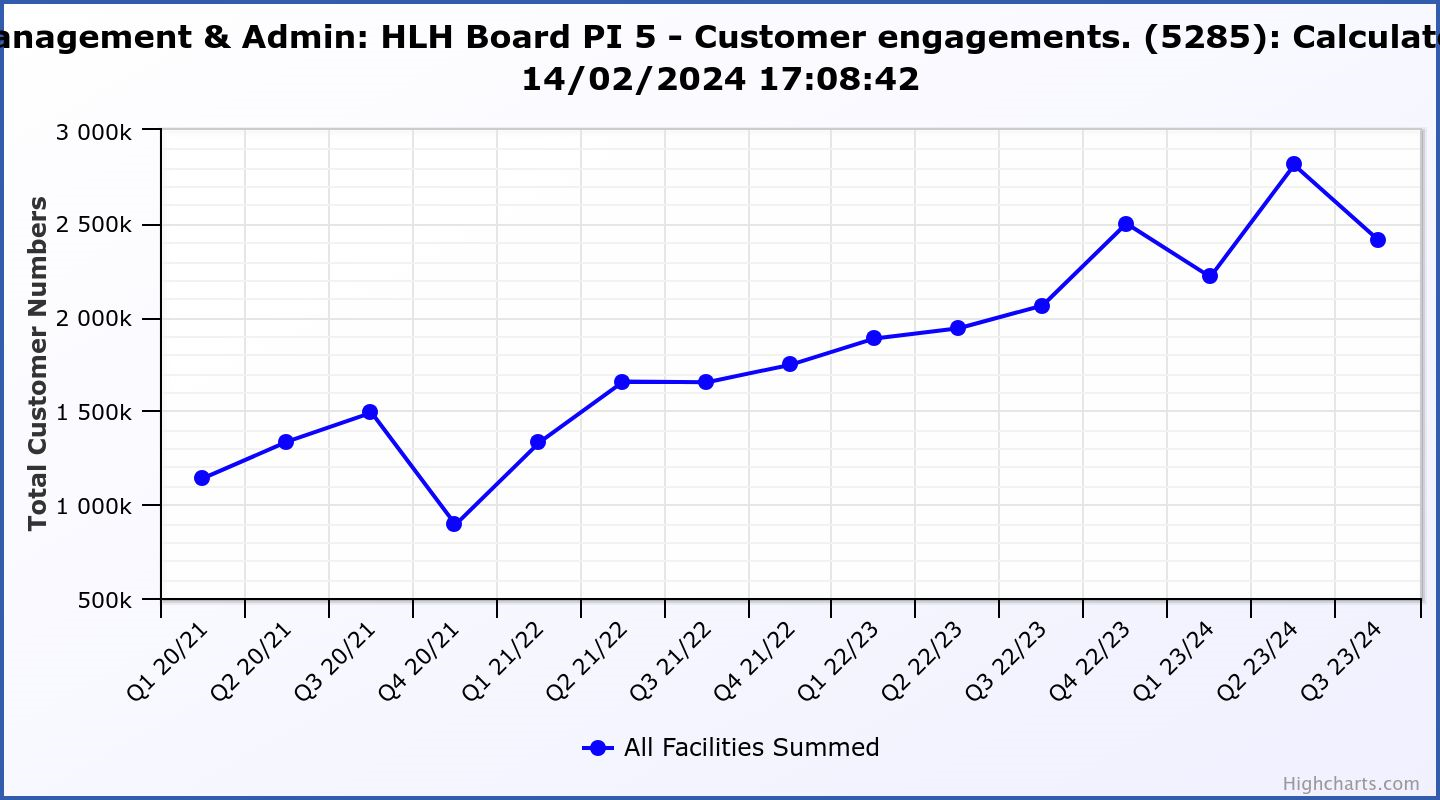 anagement & Admin: HLH Board PI 5 - Customer engagements. (5285): Calculat
14/02/2024 17:08:42
Total Customer Numbers
3 000k
2 500k
2 000k
1 500k
1 000k
500k
Q1 20/21
Q2 20/21
Q3 20/21
Q4 20/21
Q1 21/22
Q2 21/22
Q3 21/22
Q4 21/22
Q1 22/23
Q2 22/23
Q3 22/23
Q4 22/23
Q1 23/24
Q2 23/24
Q3 23/24
All Facilities Summed
Highcharts.com